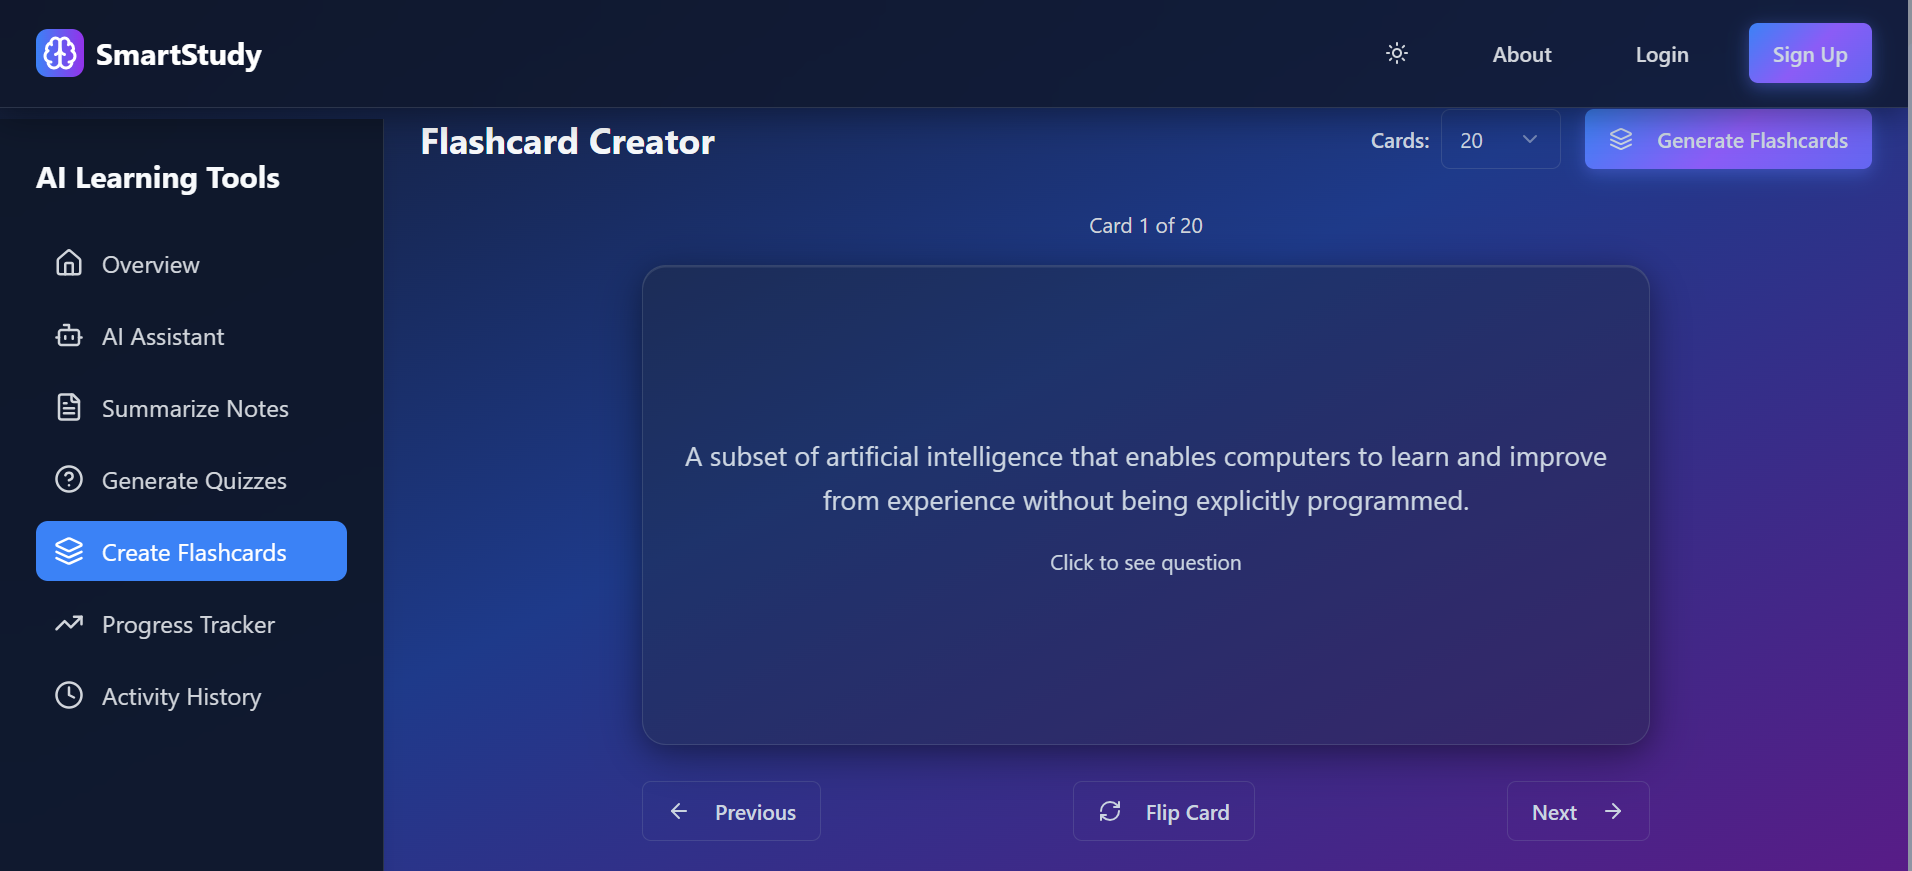 SmartStudy
About
Login
Sign Up
AI Learning Tools
Overview
AI Assistant
Summarize Notes
Generate Quizzes
Create Flashcards
Progress Tracker
Activity History
Flashcard Creator
Cards:
20
Generate Flashcards
Card 1 of 20
A subset of artificial intelligence that enables computers to learn and improve
from experience without being explicitly programmed.
Click to see question
Previous
Flip Card
Next